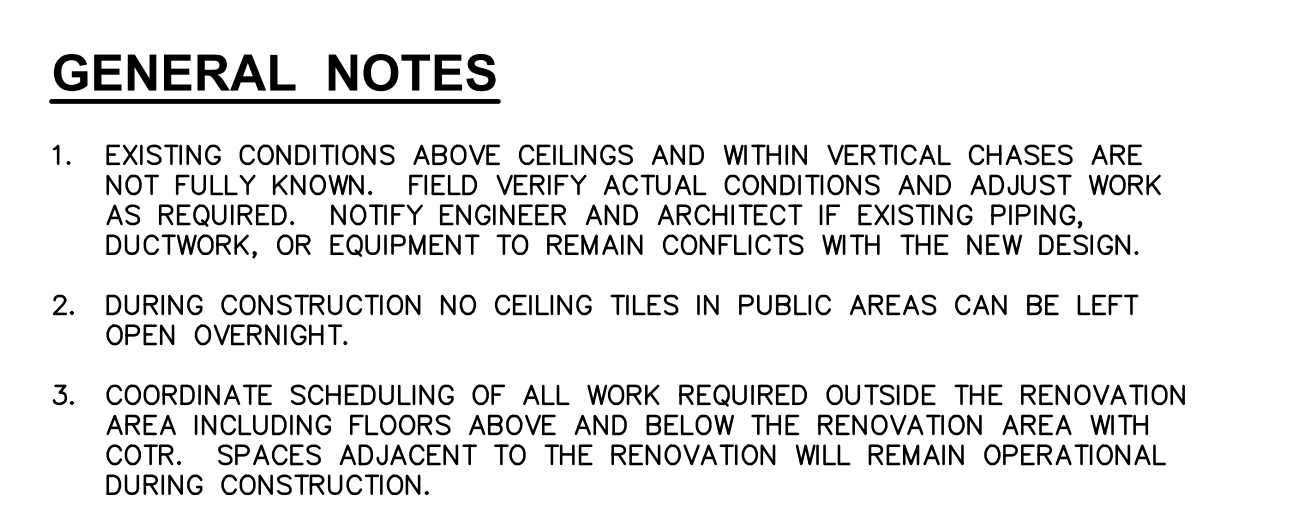 GENERAL NOTES
1. EXISTING CONDITIONS ABOVE CEILINGS AND WITHIN VERTICAL CHASES ARE
NOT FULLY KNOWN. FIELD VERIFY ACTUAL CONDITIONS AND ADJUST WORK
AS REQUIRED. NOTIFY ENGINEER AND ARCHITECT IF EXISTING PIPING,
DUCTWORK, OR EQUIPMENT TO REMAIN CONFLICTS WITH THE NEW DESIGN.
2. DURING CONSTRUCTION NO CEILING TILES IN PUBLIC AREAS CAN BE LEFT
OPEN OVERNIGHT.
3. COORDINATE SCHEDULING OF ALL WORK REQUIRED OUTSIDE THE RENOVATION
AREA INCLUDING FLOORS ABOVE AND BELOW THE RENOVATION AREA WITH
COTR. SPACES ADJACENT TO THE RENOVATION WILL REMAIN OPERATIONAL
DURING CONSTRUCTION.